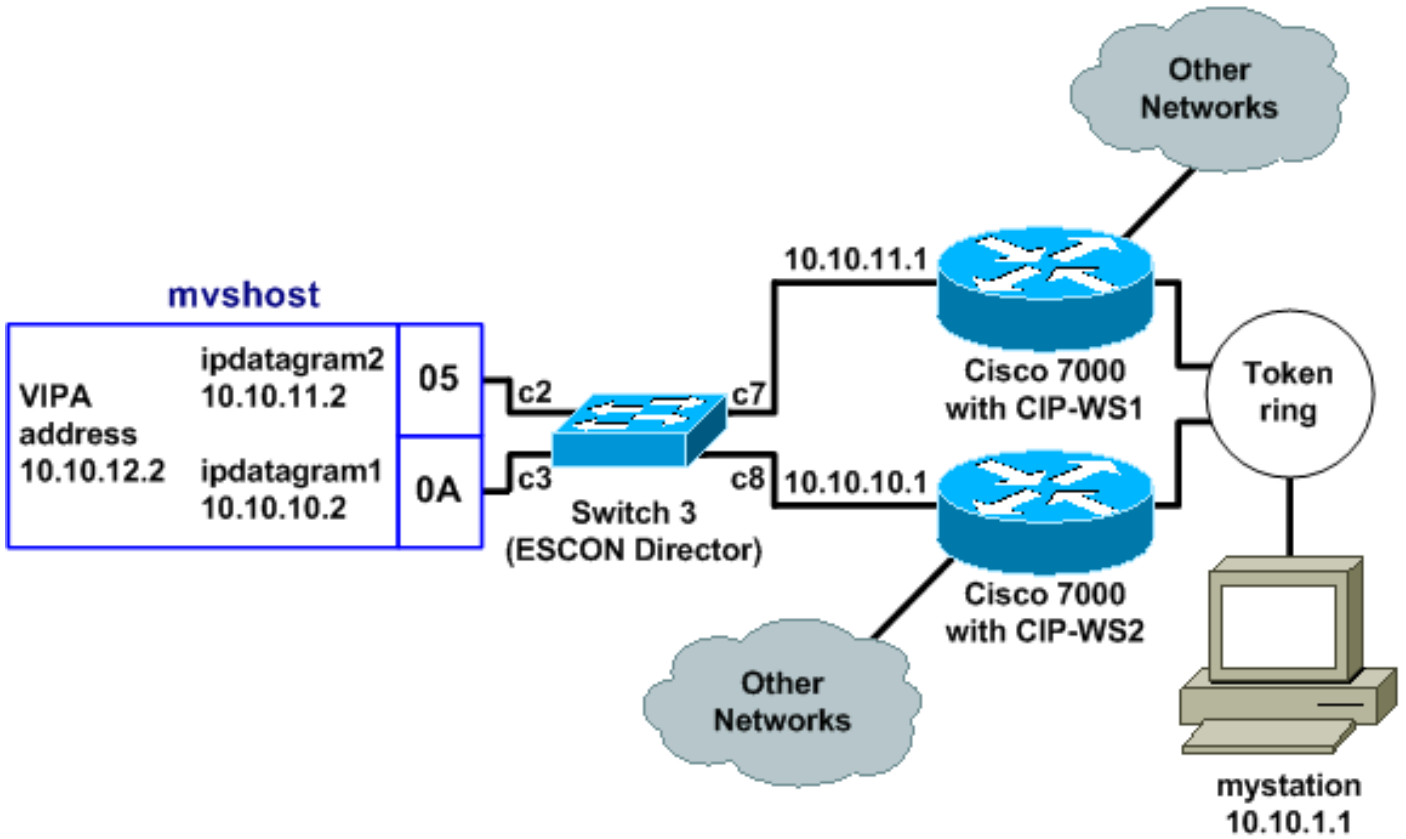 Other
Networks
10.10.11.1
mvshost
ipdatagram2
10.10.11.2
05
VIPA
address
10.10.12.2
ipdatagram1
10.10.10.2
0A
c2
c7
c3
c8
10.10.10.1
Switch 3
(ESCON Director)
Cisco 7000
with CIP-WS1
Token
ring
Cisco 7000
with CIP-WS2
Other
Networks
mystation
10.10.1.1